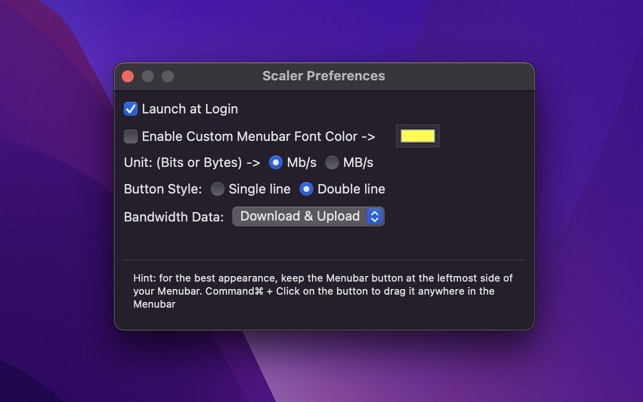 Scaler Preferences
Launch at Login
Enable Custom Menubar Font Color ->
Unit: (Bits or Bytes) -> Mb/s MB/s
Button Style: Single line Double line
Bandwidth Data: Download & Upload
Hint: for the best appearance, keep the Menubar button at the leftmost side of
your Menubar. Command⌘ + Click on the button to drag it anywhere in the
Menubar